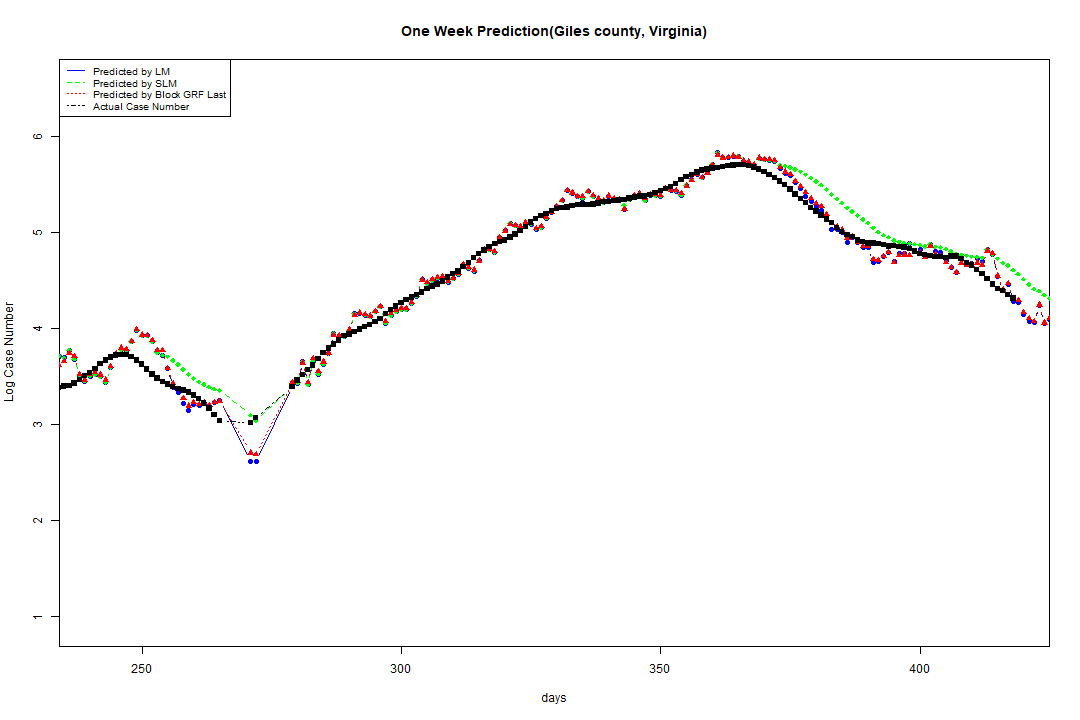 One Week Prediction(Giles county, Virginia)
Predicted by LM
Predicted by SLM
Predicted by Block GRF Last
Actual Case Number
6
5
4
3
2
1
Log Case Number
250 300 350 400
days